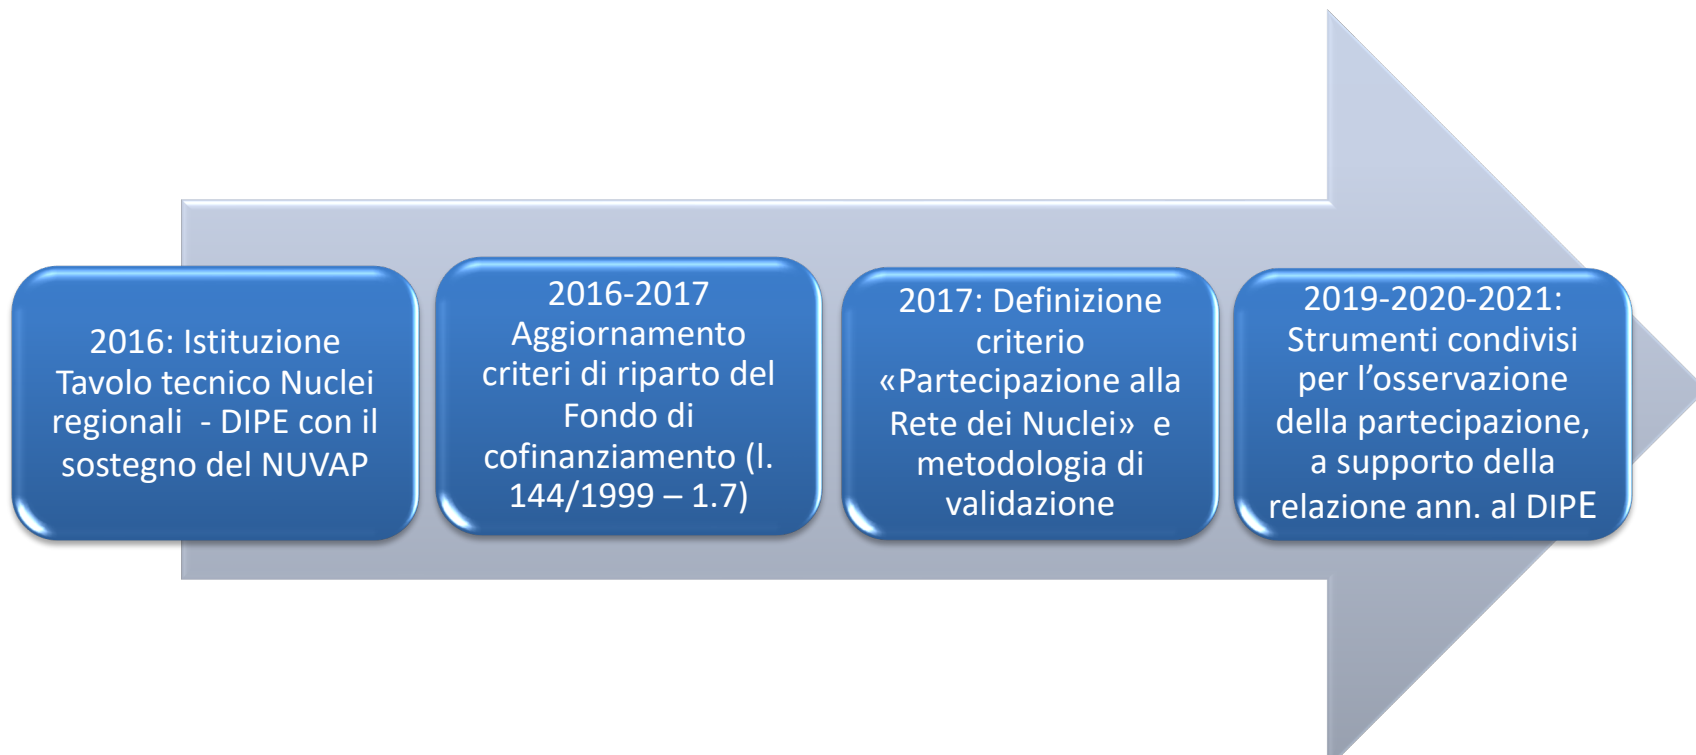 2016: Istituzione
Tavolo tecnico Nuclei
regionali - DIPE con il
sostegno del NUVAP
2016-2017
Aggiornamento
criteri di riparto del
Fondo di
cofinanziamento (l.
144/1999 – 1.7)
2017: Definizione
criterio
«Partecipazione alla
Rete dei Nuclei» e
metodologia di
validazione
2019-2020-2021:
Strumenti condivisi
per l’osservazione
della partecipazione,
a supporto della
relazione ann. al DIPE